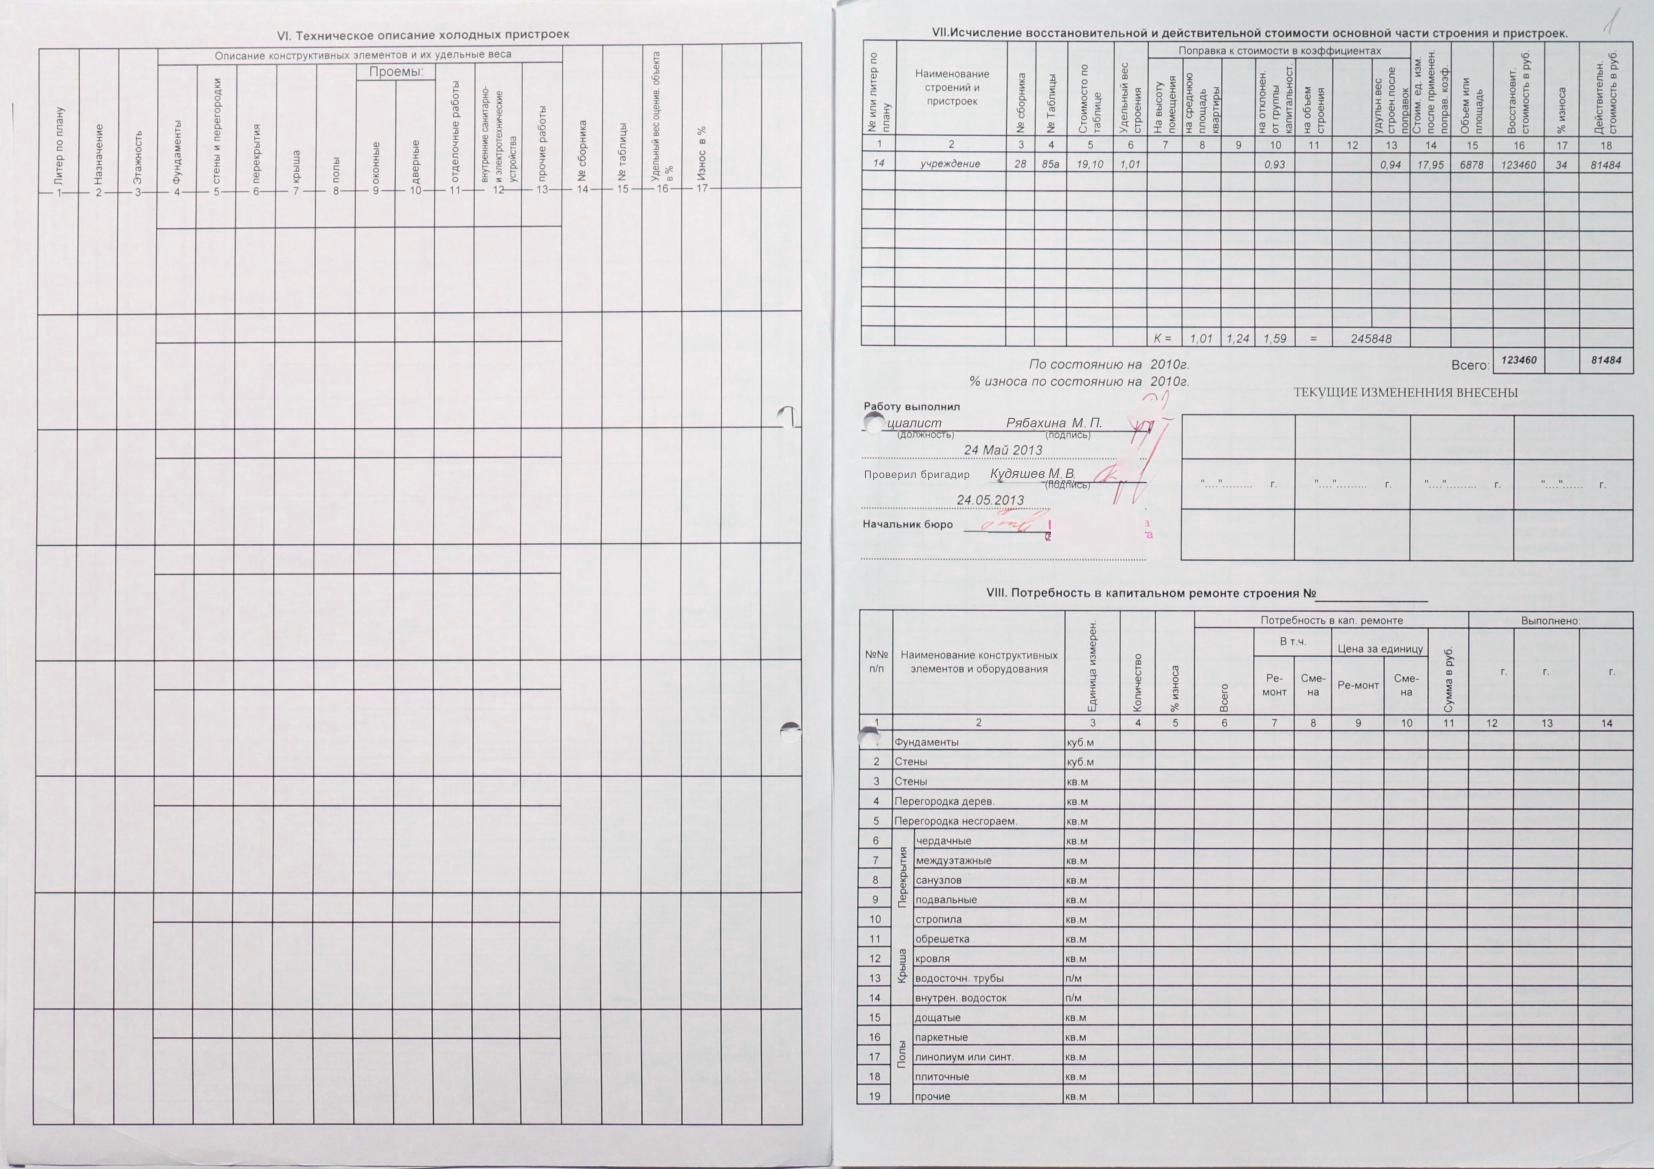 VI. Техническое описание холодных пристроек
Описание конструктивных элементов и их удельные веса
Проемы:
Литер по плану
Назначение
Этажность
Фундаменты
стены и перегородки
перекрытия
крыша
полы
оконные
дверные
отделочные работы
внутренние санитарно-
и электротехнические
устройства
прочие работы
№ сборника
№ таблицы
Удельный вес оценив. объекта
в %
Износ в %
1 2 3 4 5 6 7 8 9 10 11 12 13 14 15 16 17
VII.Исчисление восстановительной и действительной стоимости основной части строения и пристроек.
№ или литер по
плану
Наименование
строений и
пристроек
№ сборника
№ Таблицы
Стоимость по
таблице
Удельный вес
строения
Поправка к стоимости в коэффициентах
На высоту
помещения
на среднюю
площадь
квартиры
на отклонен.
от группы
капитальност.
на объем
строения
удульн.вес
строен.после
поправок
Стоим. ед. изм.
после применен.
поправ. коэф.
Объем или
площадь
Восстановит.
стоимость в руб.
% износа
Действительн.
стоимость в руб.
1 2 3 4 5 6 7 8 9 10 11 12 13 14 15 16 17 18
14 учреждение 28 85а 19,10 1,01 0,93 0,94 17,95 6878 123460 34 81484
К = 1,01 1,24 1,59 = 245848
Всего: 123460 81484
По состоянию на 2010г.
% износа по состоянию на 2010г.
ТЕКУЩИЕ ИЗМЕНЕННИЯ ВНЕСЕНЫ
Работу выполнил
циалист Рябахина М. П.
(должность) (подпись)
24 Май 2013
Проверил бригадир Кудяшев М. В.
(подпись)
24.05.2013
Начальник бюро
"....."......... г. "....."......... г. "....."......... г. "....."...... г.
VIII. Потребность в капитальном ремонте строения №
№№
п/п
Наименование конструктивных
элементов и оборудования
Единица измерен.
Количество
% износа
Потребность в кап. ремонте
Всего
В т.ч.
Ре-
монт
Сме-
на
Цена за единицу
Ре-монт
Сме-
на
Сумма в руб.
Выполнено:
г. г. г.
1 2 3 4 5 6 7 8 9 10 11 12 13 14
Фундаменты куб.м
2 Стены куб.м
3 Стены кв.м
4 Перегородка дерев. кв.м
5 Перегородка несгораем. кв.м
Перекрытия
6 чердачные кв.м
7 междуэтажные кв.м
8 санузлов кв.м
9 подвальные кв.м
Крыша
10 стропила кв.м
11 обрешетка кв.м
12 кровля кв.м
13 водосточн. трубы п/м
14 внутрен. водосток п/м
Полы
15 дощатые кв.м
16 паркетные кв.м
17 линолиум или синт. кв.м
18 плиточные кв.м
19 прочие кв.м